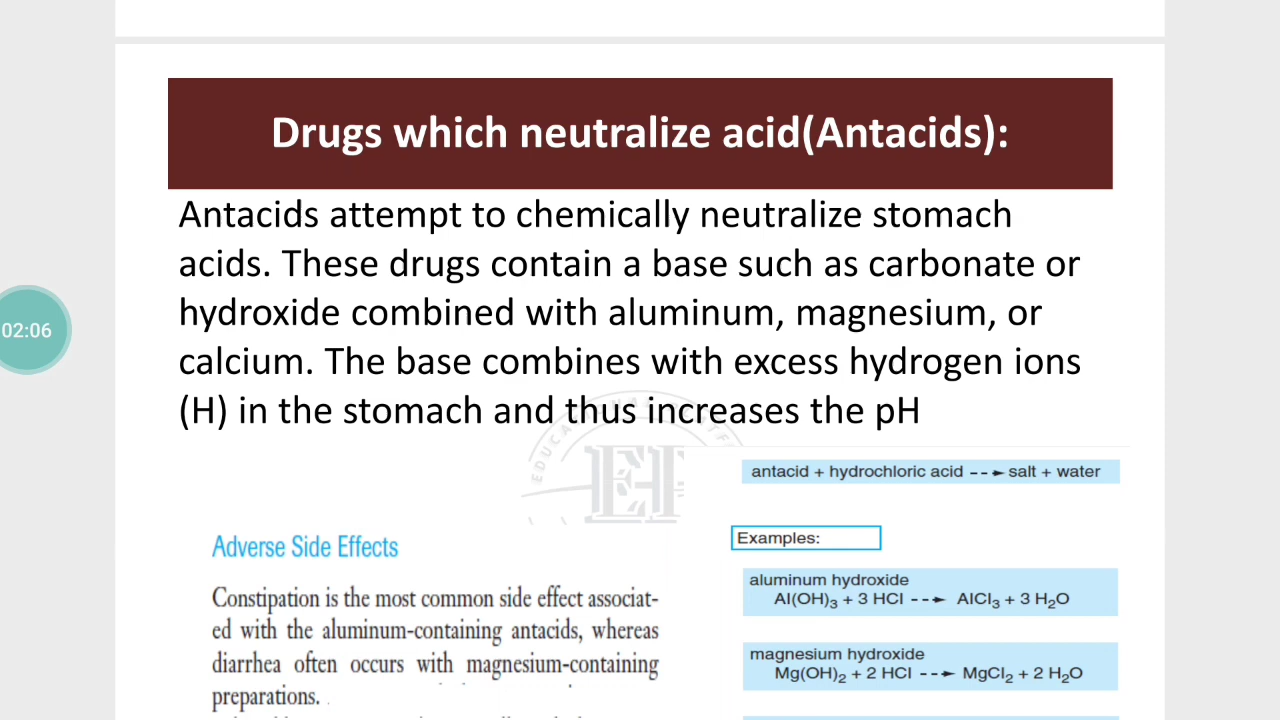 Drugs which neutralize acid(Antacids):
Antacids attempt to chemically neutralize stomach
acids. These drugs contain a base such as carbonate or
hydroxide combined with aluminum, magnesium, or
calcium. The base combines with excess hydrogen ions
(H) in the stomach and thus increases the pH
02:06
antacid + hydrochloric acid --► salt + water
Adverse Side Effects
Constipation is the most common side effect associat-
ed with the aluminum-containing antacids, whereas
diarrhea often occurs with magnesium-containing
preparations.
Examples:
aluminum hydroxide
Al(OH)₃ + 3 HCl --► AlCl₃ + 3 H₂O
magnesium hydroxide
Mg(OH)₂ + 2 HCl --► MgCl₂ + 2 H₂O